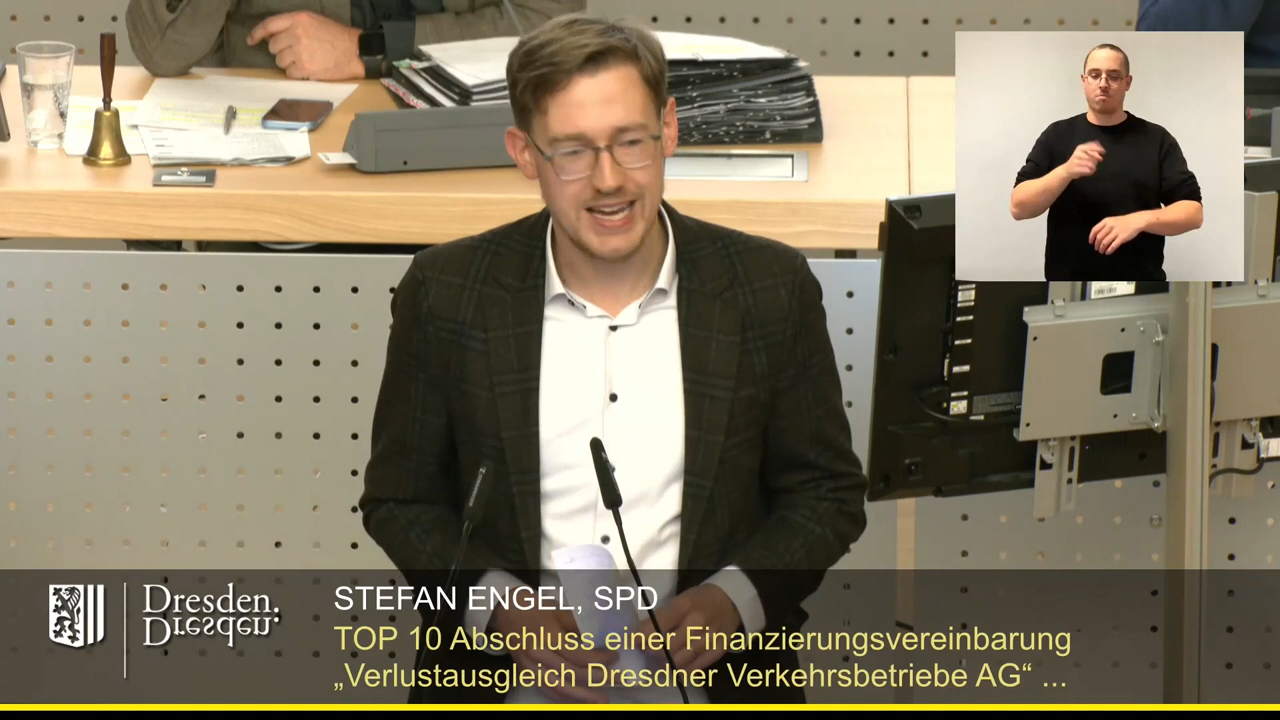 Dresden.
Dresden.
STEFAN ENGEL, SPD
TOP 10 Abschluss einer Finanzierungsvereinbarung
„Verlustausgleich Dresdner Verkehrsbetriebe AG“ ...